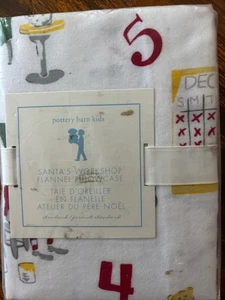 5
DEC
S M T
pottery barn kids
SANTA'S WORKSHOP
FLANNEL PILLOWCASE
TAIE D'OREILLER
EN FLANELLE
ATELIER DU PÈRE NOËL
4